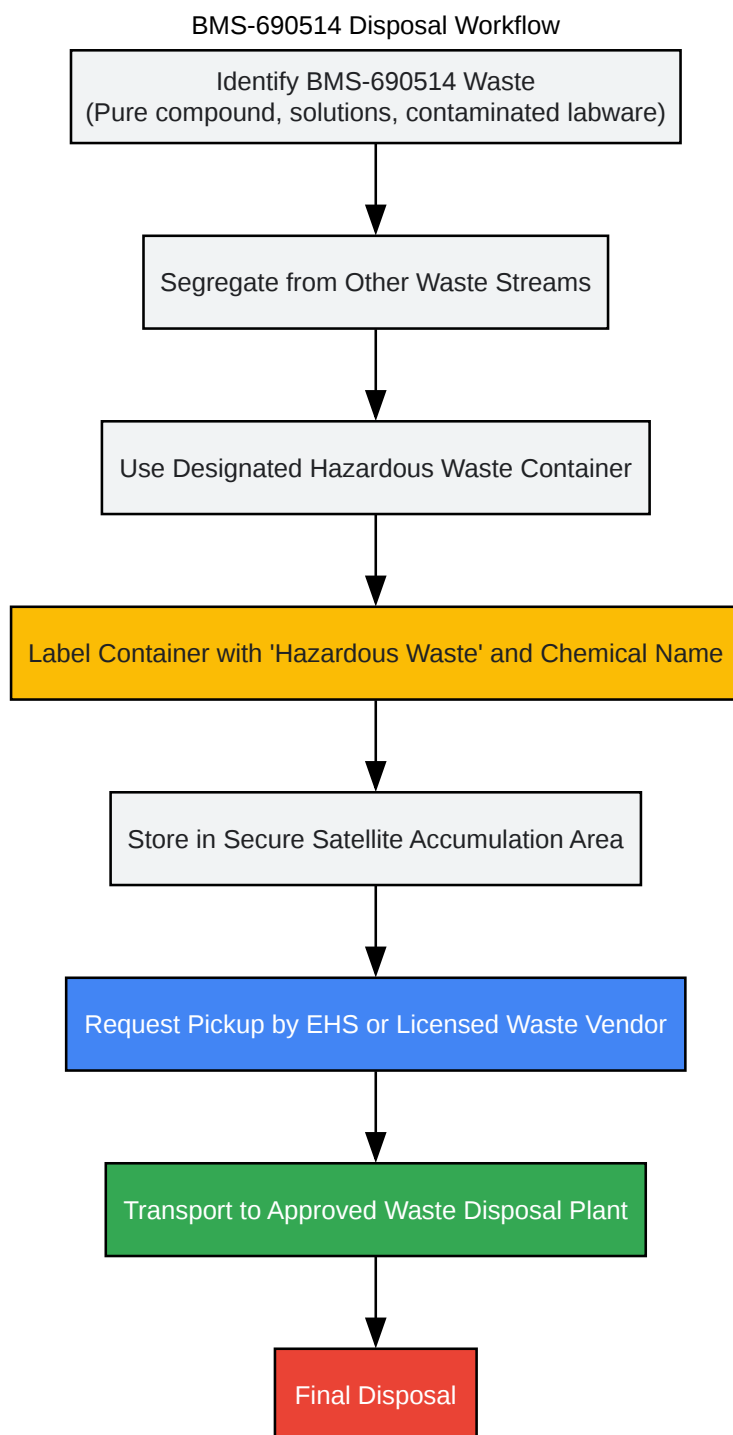 BMS-690514 Disposal Workflow
Identify BMS-690514 Waste
(Pure compound, solutions, contaminated labware)
Segregate from Other Waste Streams
Use Designated Hazardous Waste Container
Label Container with 'Hazardous Waste' and Chemical Name
Store in Secure Satellite Accumulation Area
Request Pickup by EHS or Licensed Waste Vendor
Transport to Approved Waste Disposal Plant
Final Disposal